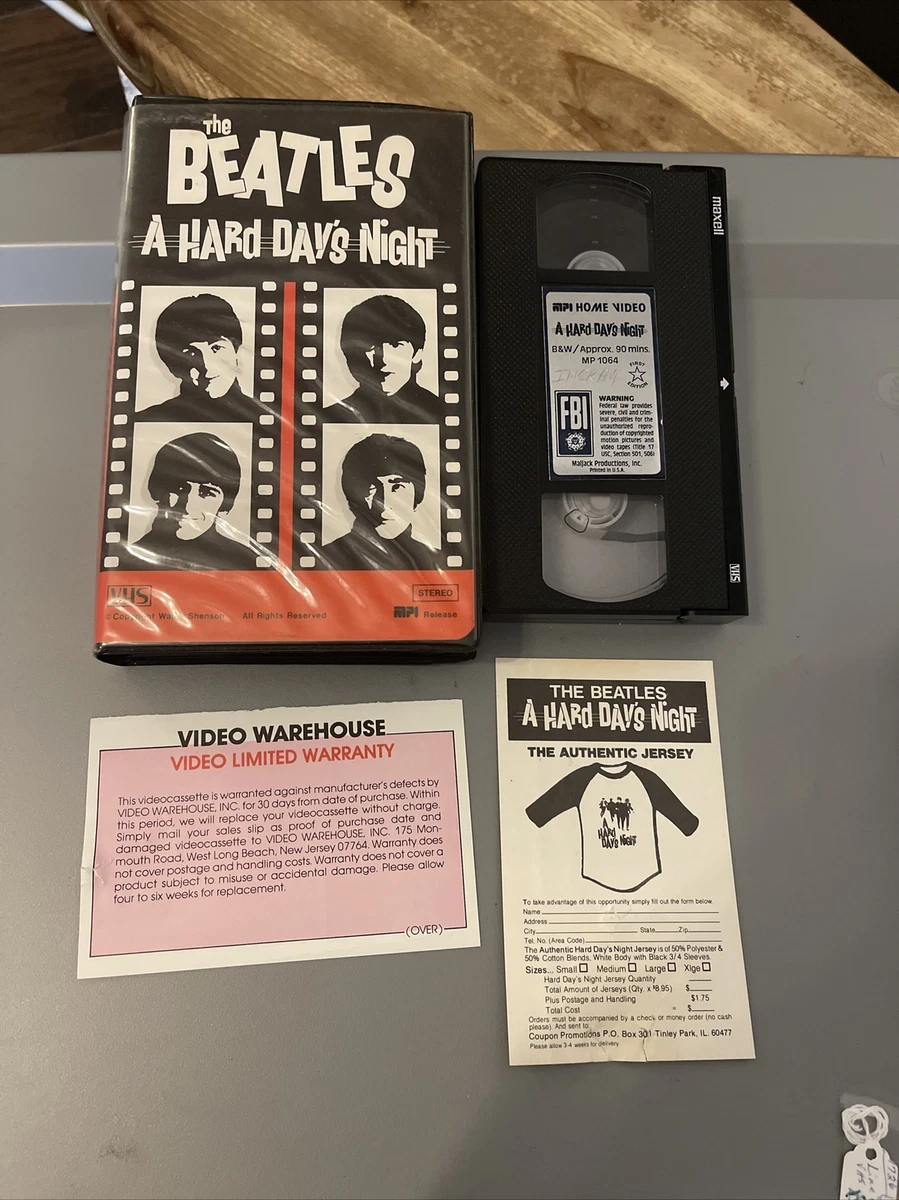 the
BEATLES
A HARD DAY'S NIGHT
VHS
STEREO
©Copyright Walter Shenson All Rights Reserved
MPI Release
maxell
MPI HOME VIDEO
A HARD DAY'S NIGHT
B&W/Approx. 90 mins.
MP 1064
FIRST
EDITION
FBI
WARNING
Federal law provides
severe, civil and crim-
inal penalties for the
unauthorized repro-
duction of copyrighted
motion pictures and
video tapes (Title 17
USC, Section 501, 506)
Maljack Productions, Inc.
Printed in U.S.A.
VHS
VIDEO WAREHOUSE
VIDEO LIMITED WARRANTY
This videocassette is warranted against manufacturer's defects by
VIDEO WAREHOUSE, INC. for 30 days from date of purchase. Within
this period, we will replace your videocassette without charge.
Simply mail your sales slip as proof of purchase date and
damaged videocassette to VIDEO WAREHOUSE, INC. 175 Mon-
mouth Road, West Long Beach, New Jersey 07764. Warranty does
not cover postage and handling costs. Warranty does not cover a
product subject to misuse or accidental damage. Please allow
four to six weeks for replacement.
(OVER)
THE BEATLES
A HARD DAY'S NIGHT
THE AUTHENTIC JERSEY
A
HARD
DAY'S NIGHT
To take advantage of this opportunity simply fill out the form below.
Name
Address
City State Zip
Tel. No. (Area Code)
The Authentic Hard Day's Night Jersey is of 50% Polyester &
50% Cotton Blends, White Body with Black 3/4 Sleeves.
Sizes... Small Medium Large Xlge
Hard Day's Night Jersey Quantity
Total Amount of Jerseys (Qty. x $8.95) $
Plus Postage and Handling $1.75
Total Cost = $
Orders must be accompanied by a check or money order (no cash
please). And sent to:
Coupon Promotions P.O. Box 301 Tinley Park, IL. 60477
Please allow 3-4 weeks for delivery.